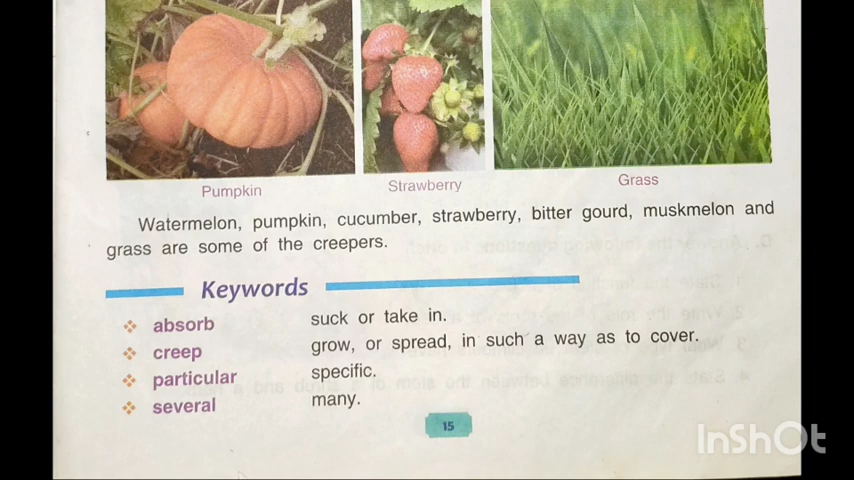 Pumpkin
Strawberry
Grass
Watermelon, pumpkin, cucumber, strawberry, bitter gourd, muskmelon and
grass are some of the creepers.
Keywords
absorb suck or take in.
creep grow, or spread, in such a way as to cover.
particular specific.
several many.
15
InShOt